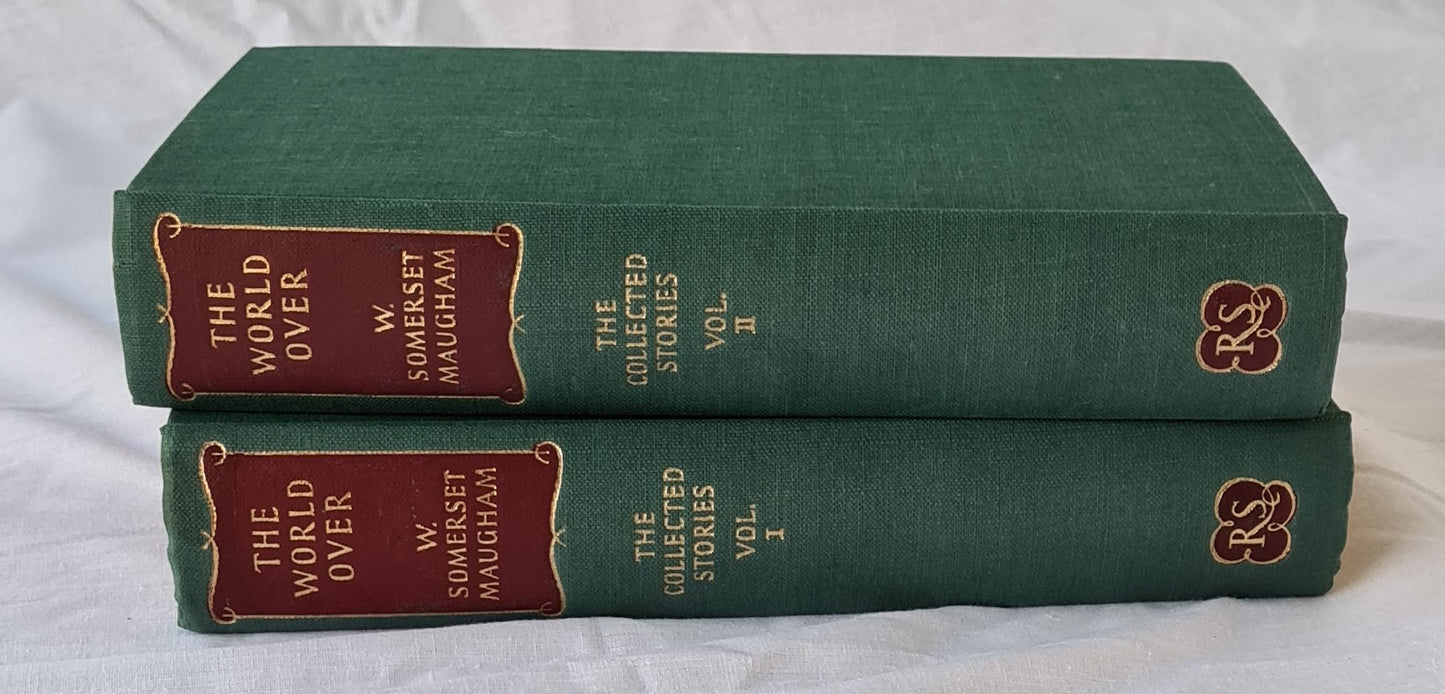 THE
WORLD
OVER
W.
SOMERSET
MAUGHAM
THE
COLLECTED
STORIES
VOL.
II
RS
THE
WORLD
OVER
W.
SOMERSET
MAUGHAM
THE
COLLECTED
STORIES
VOL.
I
RS